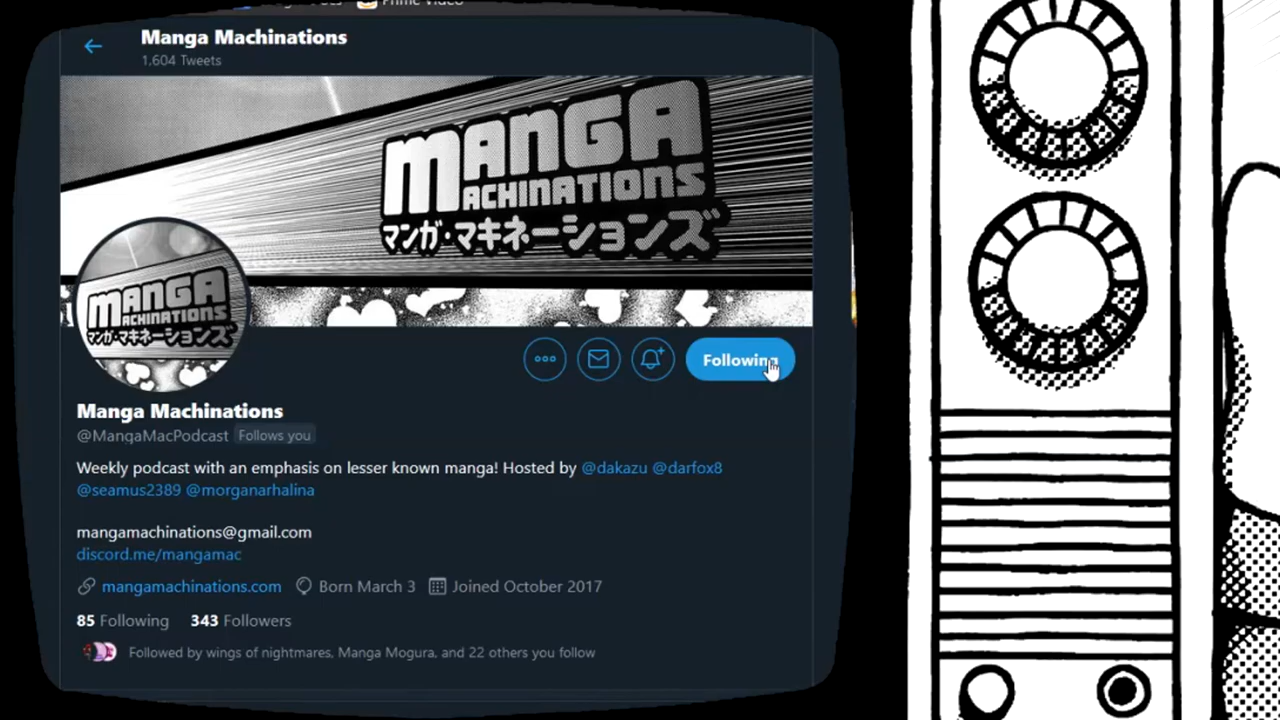 Prime Video
Manga Machinations
1,604 Tweets
MANGA
MACHINATIONS
マンガ・マキネーションズ
MANGA
MACHINATIONS
マンガ・マキネーションズ
Following
Manga Machinations
@MangaMacPodcast Follows you
Weekly podcast with an emphasis on lesser known manga! Hosted by @dakazu @darfox8
@seamus2389 @morganarhalina
mangamachinations@gmail.com
discord.me/mangamac
mangamachinations.com Born March 3 Joined October 2017
85 Following 343 Followers
Followed by wings of nightmares, Manga Mogura, and 22 others you follow